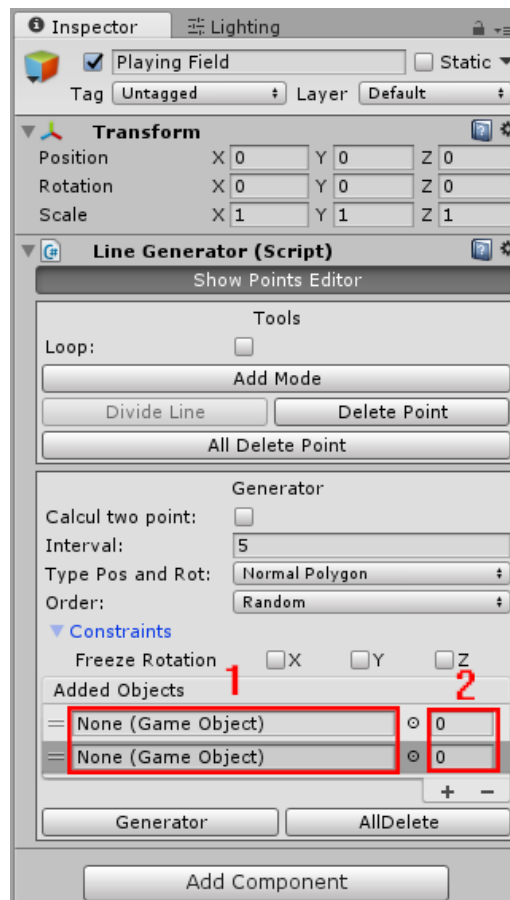 Inspector Lighting
Playing Field Static
Tag Untagged Layer Default
Transform
Position X 0 Y 0 Z 0
Rotation X 0 Y 0 Z 0
Scale X 1 Y 1 Z 1
Line Generator (Script)
Show Points Editor
Tools
Loop:
Add Mode
Divide Line Delete Point
All Delete Point
Generator
Calcul two point:
Interval: 5
Type Pos and Rot: Normal Polygon
Order: Random
Constraints
Freeze Rotation X Y Z
Added Objects 1 2
None (Game Object) 0
None (Game Object) 0
+ −
Generator AllDelete
Add Component